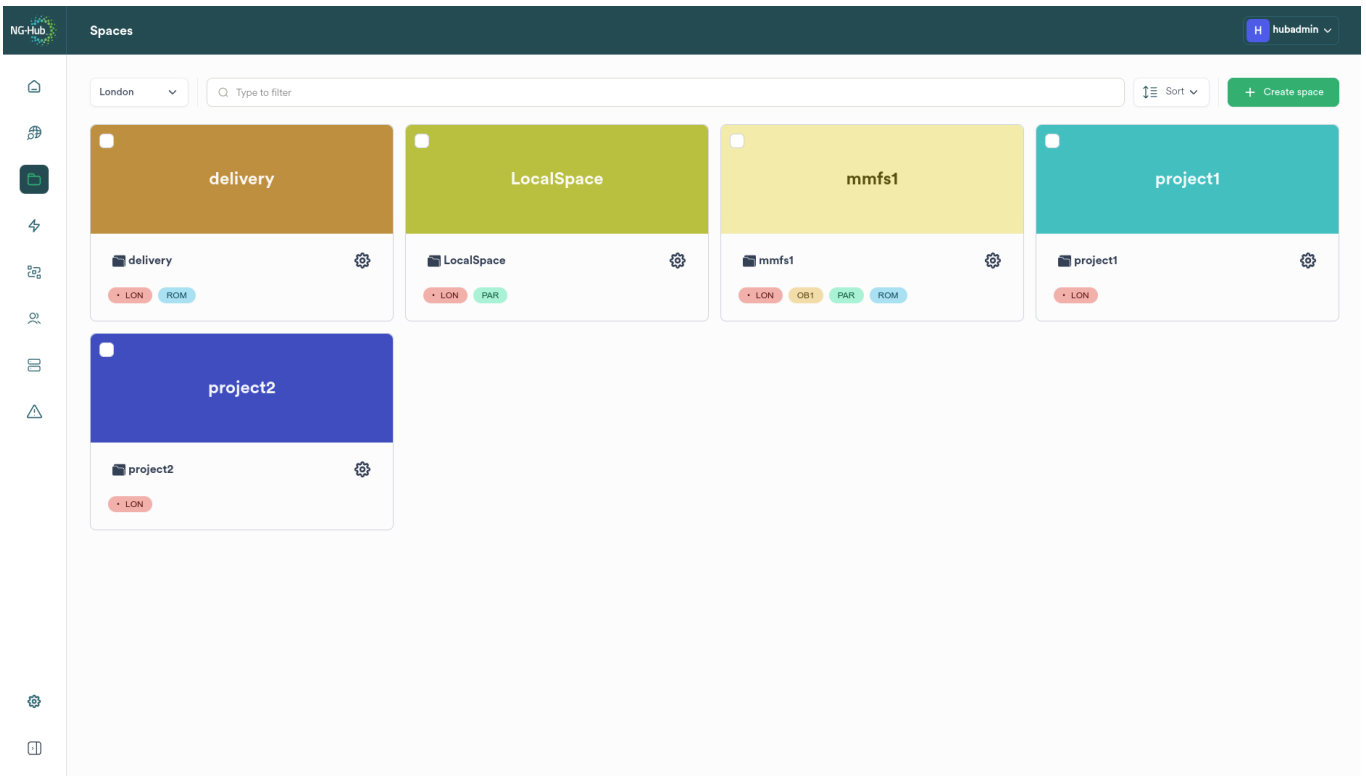 NG-Hub
Spaces
H hubadmin
London
Type to filter
Sort
+ Create space
delivery
LocalSpace
mmfs1
project1
delivery
LocalSpace
mmfs1
project1
• LON ROM
• LON PAR
• LON OB1 PAR ROM
• LON
project2
project2
• LON